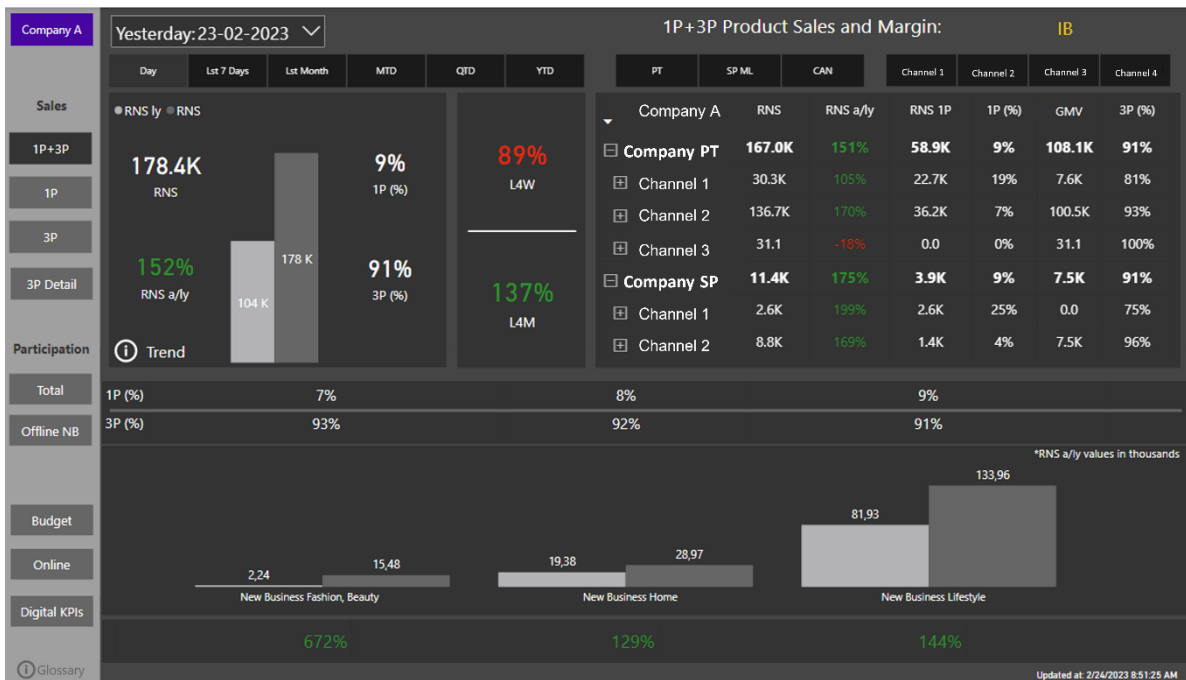 Company A
Yesterday: 23-02-2023
1P+3P Product Sales and Margin:
IB
Day Lst 7 Days Lst Month MTD QTD YTD
PT SP ML CAN
Channel 1 Channel 2 Channel 3 Channel 4
Sales
1P+3P
1P
3P
3P Detail
Participation
Total
Offline NB
Budget
Online
Digital KPIs
Glossary
RNS ly RNS
178.4K
RNS
9%
1P (%)
152%
RNS a/ly
104 K
178 K
91%
3P (%)
Trend
89%
L4W
137%
L4M
Company A RNS RNS a/ly RNS 1P 1P (%) GMV 3P (%)
Company PT 167.0K 151% 58.9K 9% 108.1K 91%
Channel 1 30.3K 105% 22.7K 19% 7.6K 81%
Channel 2 136.7K 170% 36.2K 7% 100.5K 93%
Channel 3 31.1 -18% 0.0 0% 31.1 100%
Company SP 11.4K 175% 3.9K 9% 7.5K 91%
Channel 1 2.6K 199% 2.6K 25% 0.0 75%
Channel 2 8.8K 169% 1.4K 4% 7.5K 96%
1P (%) 7% 8% 9%
3P (%) 93% 92% 91%
*RNS a/ly values in thousands
2,24 15,48 19,38 28,97 81,93 133,96
New Business Fashion, Beauty New Business Home New Business Lifestyle
672% 129% 144%
Updated at: 2/24/2023 8:51:25 AM